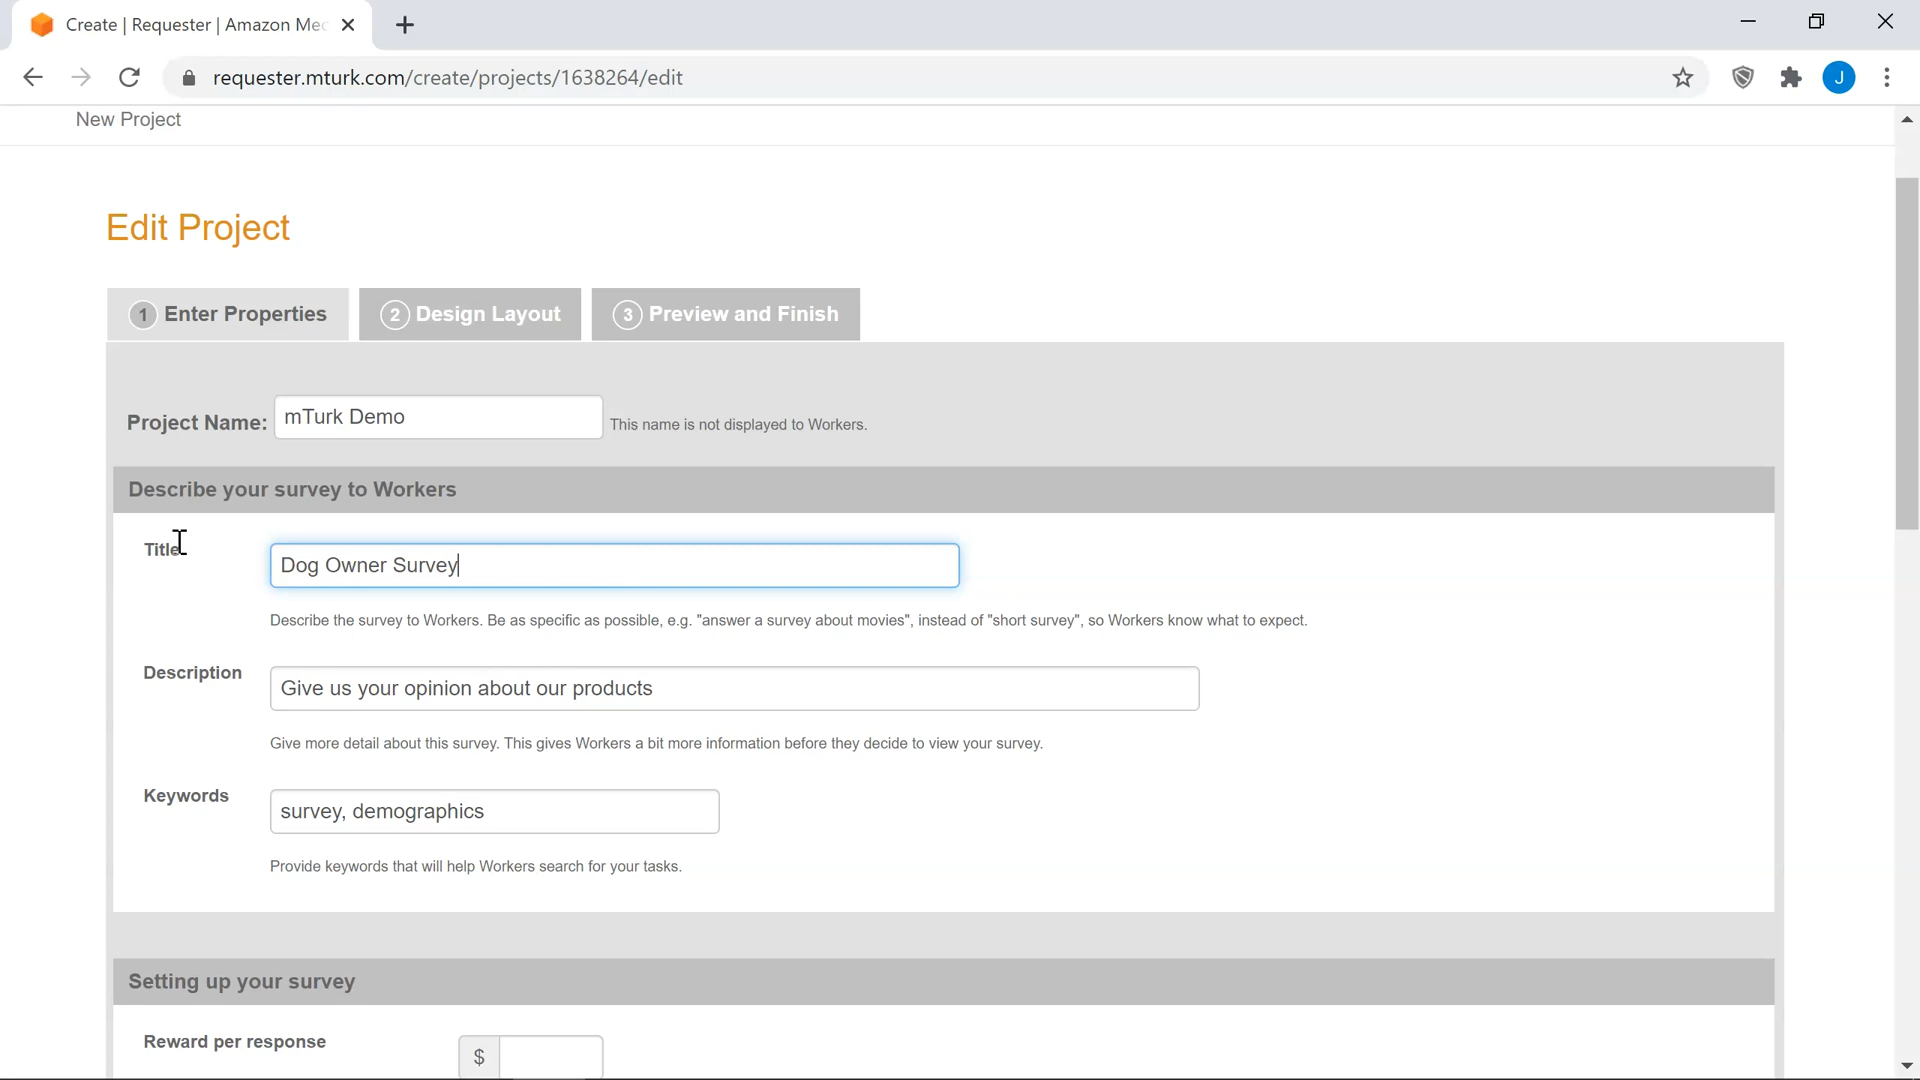 Create | Requester | Amazon Mec
requester.mturk.com/create/projects/1638264/edit
J
New Project
Edit Project
1 Enter Properties
2 Design Layout
3 Preview and Finish
Project Name: mTurk Demo This name is not displayed to Workers.
Describe your survey to Workers
Title
Dog Owner Survey
Describe the survey to Workers. Be as specific as possible, e.g. "answer a survey about movies", instead of "short survey", so Workers know what to expect.
Description
Give us your opinion about our products
Give more detail about this survey. This gives Workers a bit more information before they decide to view your survey.
Keywords
survey, demographics
Provide keywords that will help Workers search for your tasks.
Setting up your survey
Reward per response
$